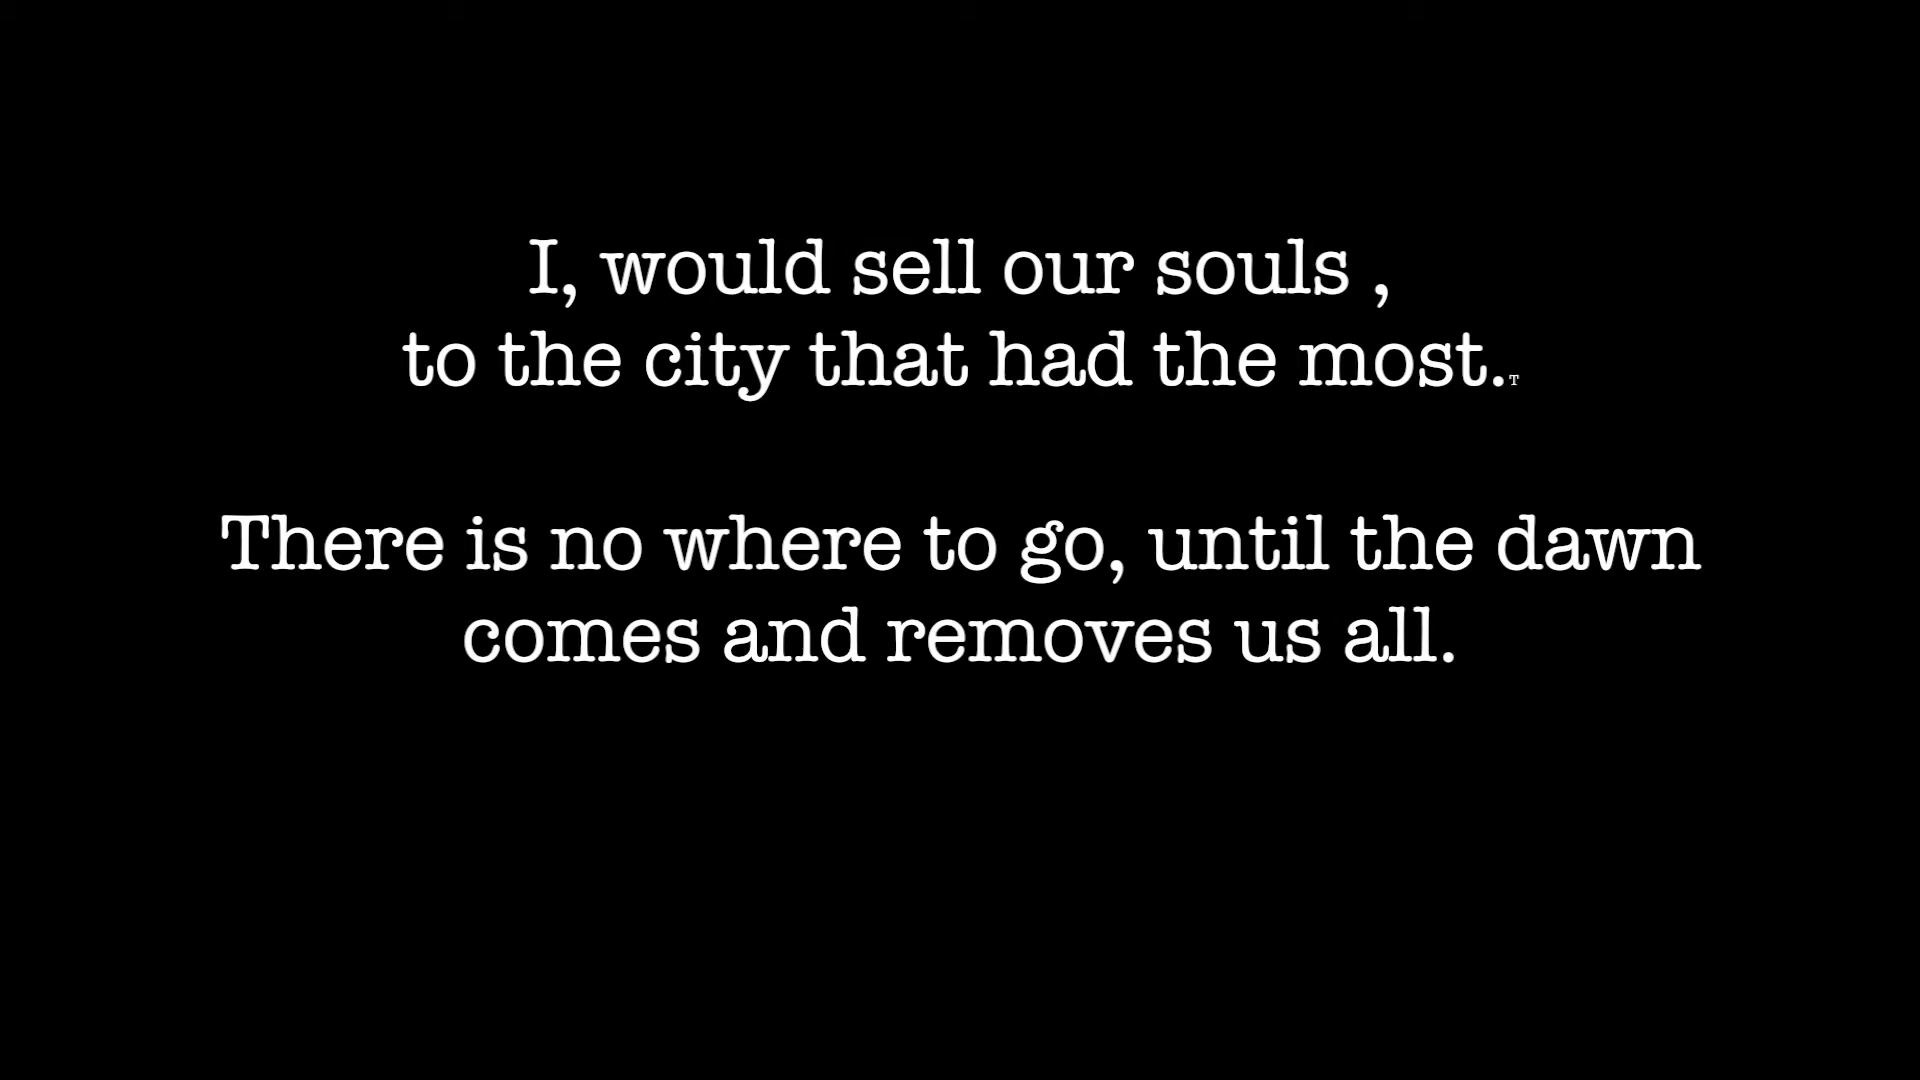 I, would sell our souls ,
to the city that had the most.T
There is no where to go, until the dawn
comes and removes us all.